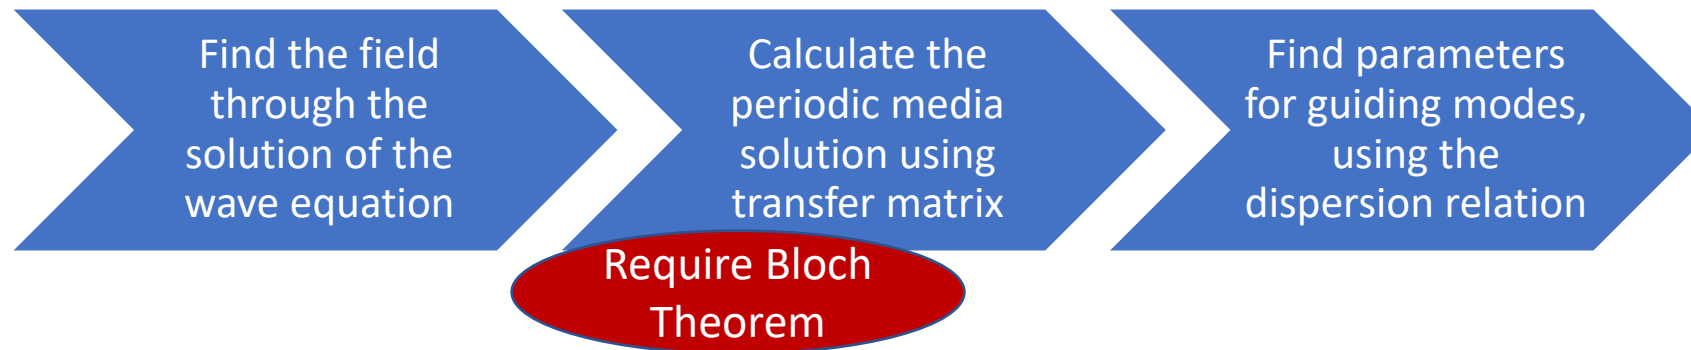 Find the field
through the
solution of the
wave equation
Calculate the
periodic media
solution using
transfer matrix
Require Bloch
Theorem
Find parameters
for guiding modes,
using the
dispersion relation